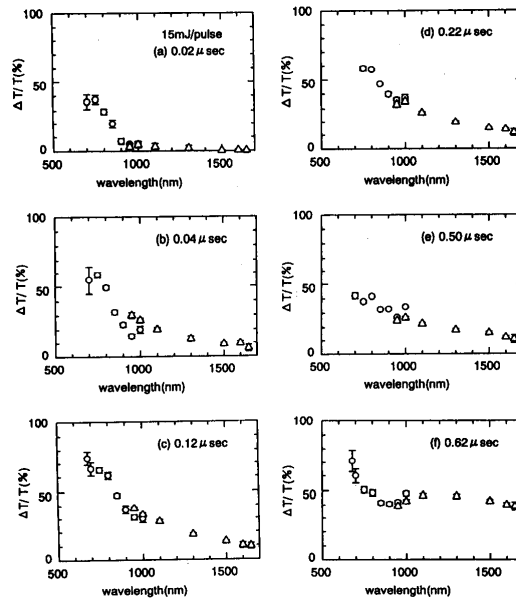 100
15mJ/pulse
(a) 0.02 μ sec
50
0
ΔT/T(%)
500 1000 1500
wavelength(nm)
100
(b) 0.04 μ sec
50
0
ΔT/T(%)
500 1000 1500
wavelength(nm)
100
(c) 0.12 μ sec
50
0
ΔT/T(%)
500 1000 1500
wavelength(nm)
100
(d) 0.22 μ sec
50
0
ΔT/T(%)
500 1000 1500
wavelength(nm)
100
(e) 0.50 μ sec
50
0
ΔT/T(%)
500 1000 1500
wavelength(nm)
100
(f) 0.62 μ sec
50
0
ΔT/T(%)
500 1000 1500
wavelength(nm)